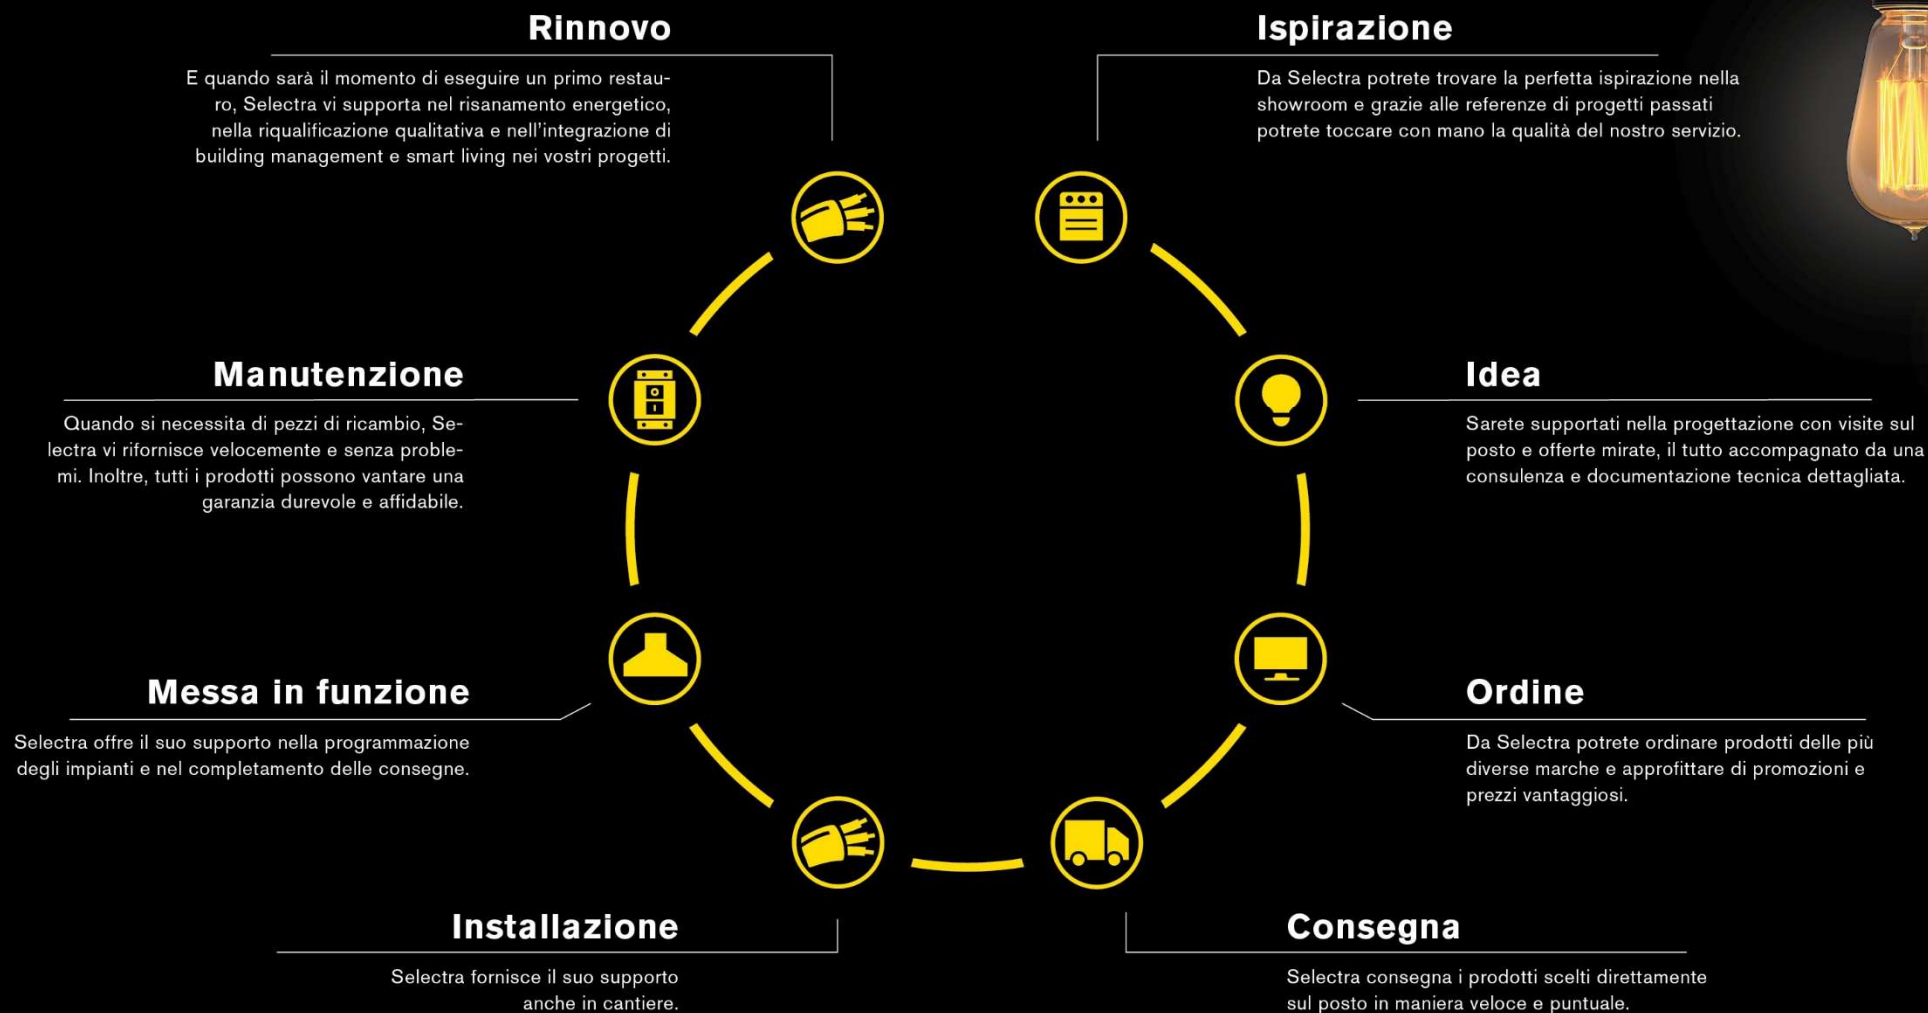 Rinnovo
E quando sarà il momento di eseguire un primo restau-
ro, Selectra vi supporta nel risanamento energetico,
nella riqualificazione qualitativa e nell'integrazione di
building management e smart living nei vostri progetti.
Ispirazione
Da Selectra potrete trovare la perfetta ispirazione nella
showroom e grazie alle referenze di progetti passati
potrete toccare con mano la qualità del nostro servizio.
Manutenzione
Quando si necessita di pezzi di ricambio, Se-
lectra vi rifornisce velocemente e senza proble-
mi. Inoltre, tutti i prodotti possono vantare una
garanzia durevole e affidabile.
Idea
Sarete supportati nella progettazione con visite sul
posto e offerte mirate, il tutto accompagnato da una
consulenza e documentazione tecnica dettagliata.
Messa in funzione
Selectra offre il suo supporto nella programmazione
degli impianti e nel completamento delle consegne.
Ordine
Da Selectra potrete ordinare prodotti delle più
diverse marche e approfittare di promozioni e
prezzi vantaggiosi.
Installazione
Selectra fornisce il suo supporto
anche in cantiere.
Consegna
Selectra consegna i prodotti scelti direttamente
sul posto in maniera veloce e puntuale.